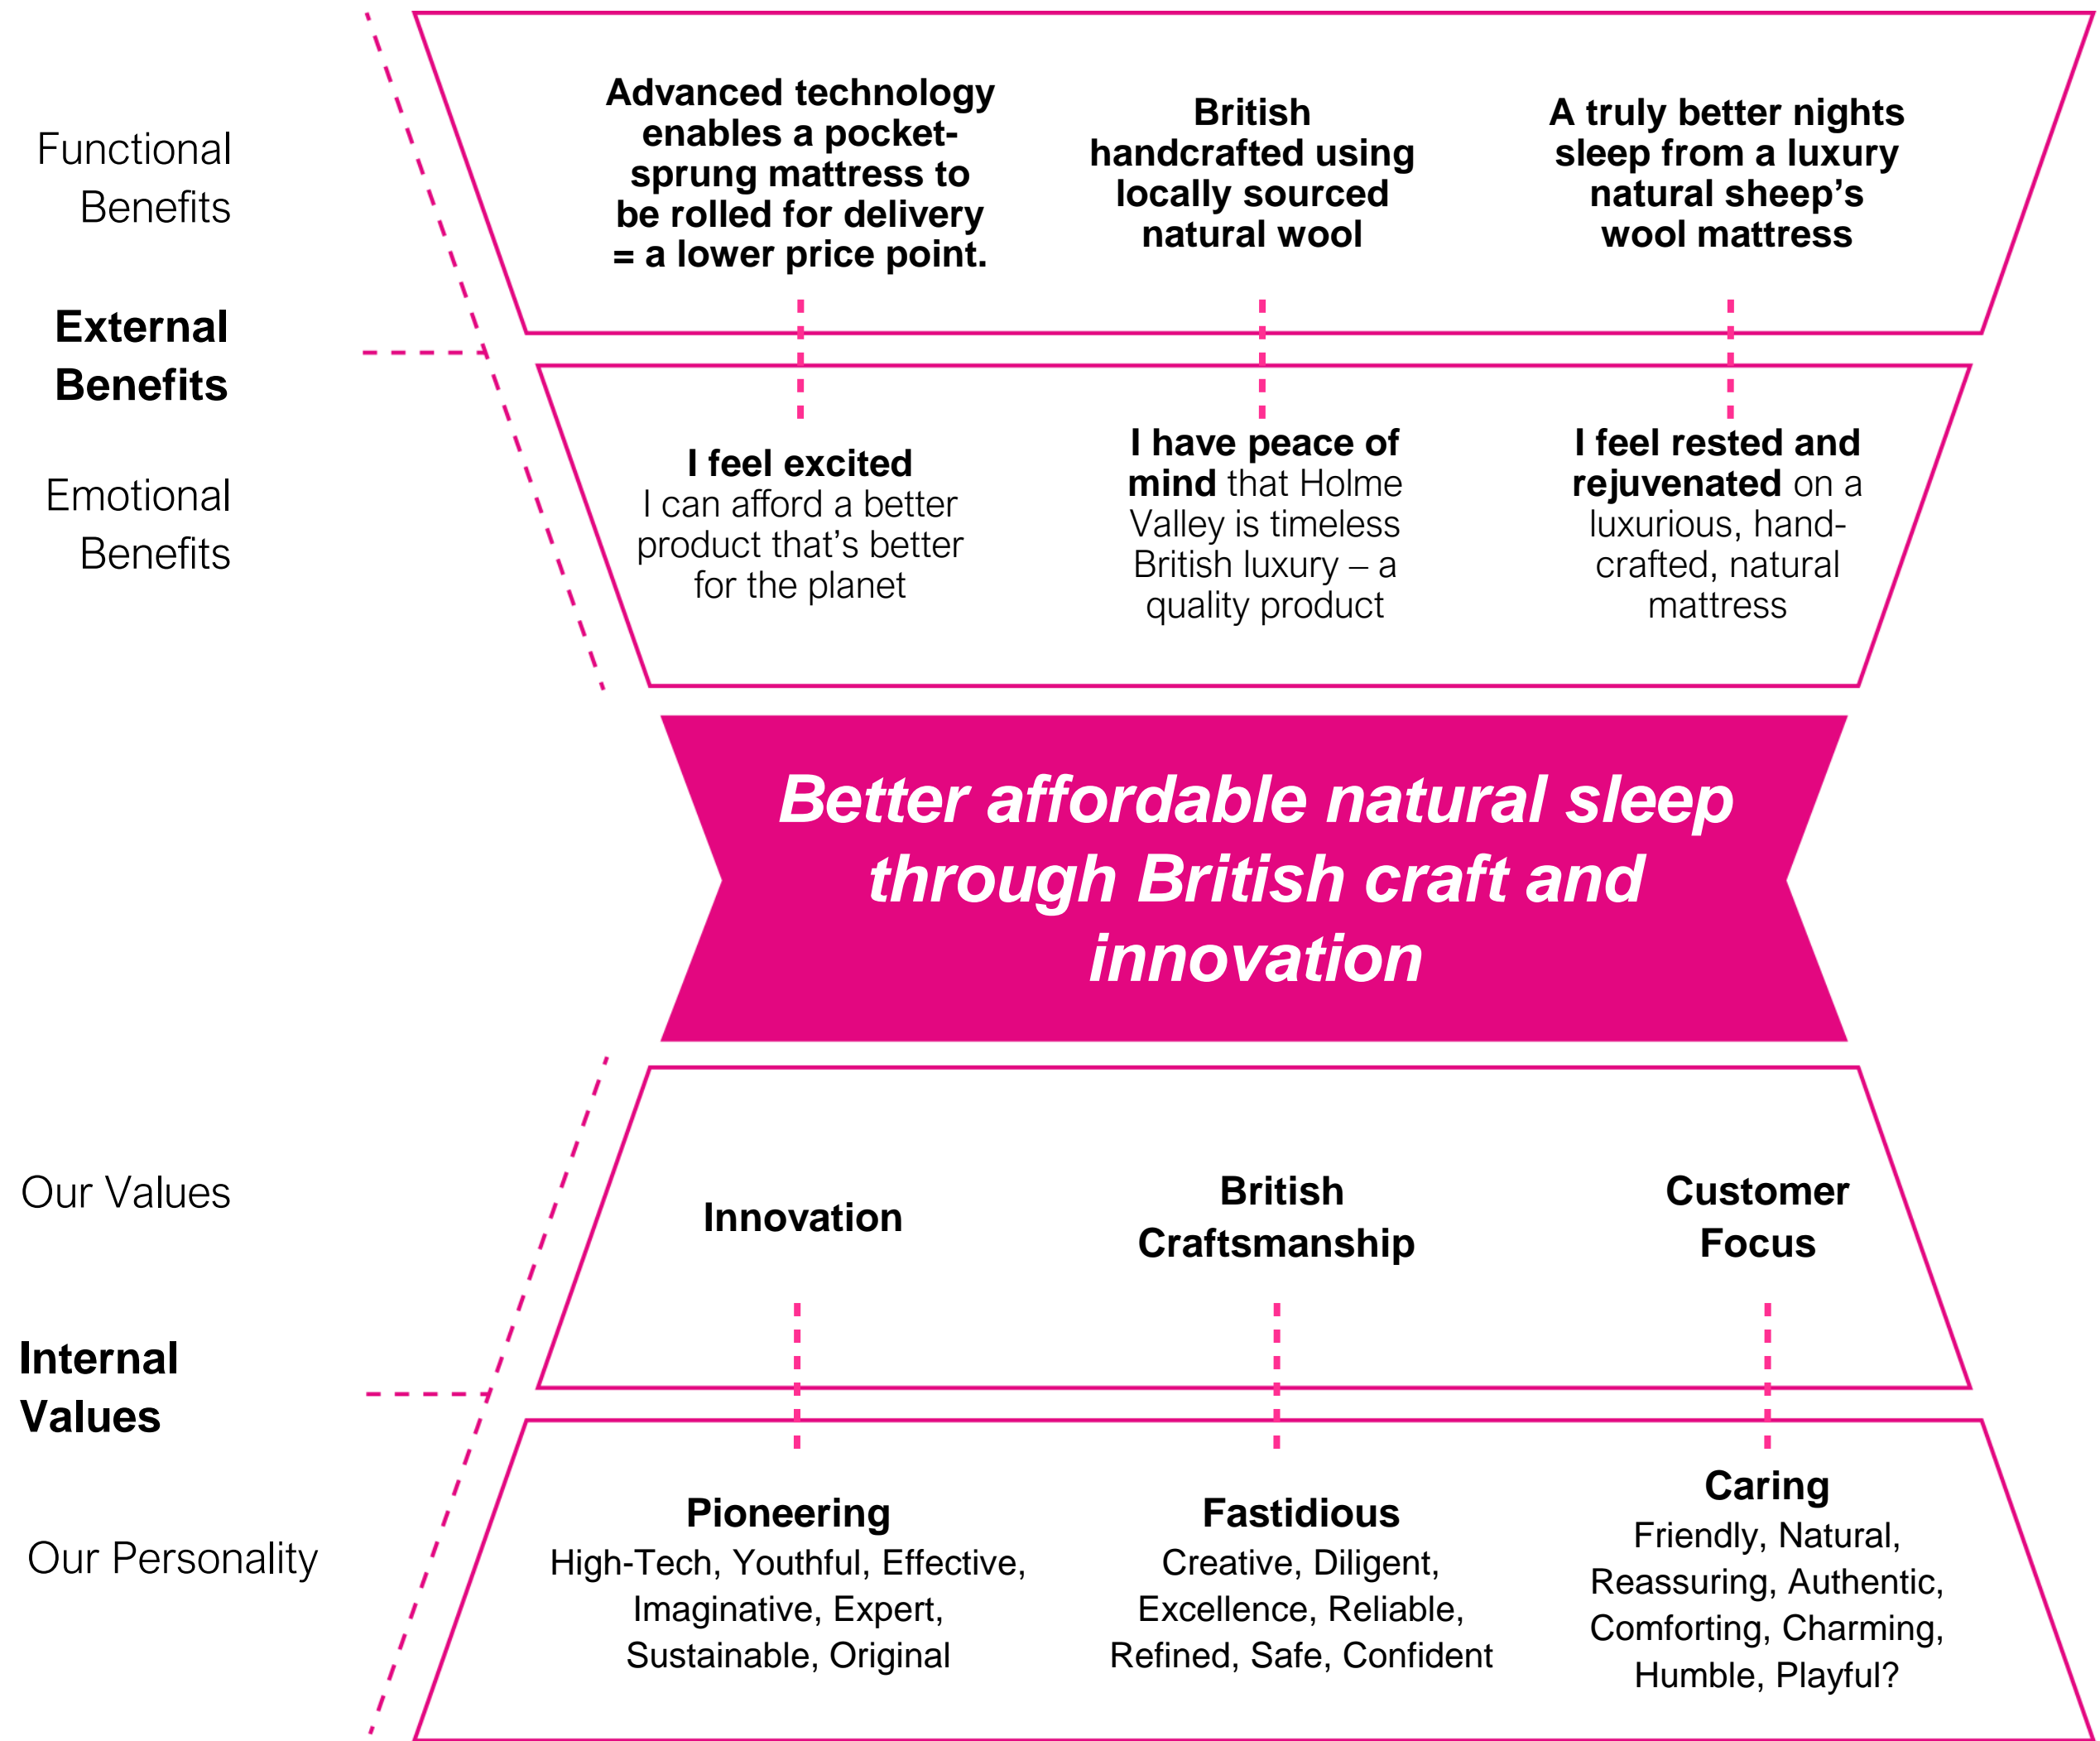 Functional
Benefits
Advanced technology
enables a pocket-
sprung mattress to
be rolled for delivery
= a lower price point.
British
handcrafted using
locally sourced
natural wool
A truly better nights
sleep from a luxury
natural sheep’s
wool mattress
External
Benefits
Emotional
Benefits
I feel excited
I can afford a better
product that’s better
for the planet
I have peace of
mind that Holme
Valley is timeless
British luxury – a
quality product
I feel rested and
rejuvenated on a
luxurious, hand-
crafted, natural
mattress
Better affordable natural sleep
through British craft and
innovation
Our Values
Innovation
British
Craftsmanship
Customer
Focus
Internal
Values
Our Personality
Pioneering
High-Tech, Youthful, Effective,
Imaginative, Expert,
Sustainable, Original
Fastidious
Creative, Diligent,
Excellence, Reliable,
Refined, Safe, Confident
Caring
Friendly, Natural,
Reassuring, Authentic,
Comforting, Charming,
Humble, Playful?